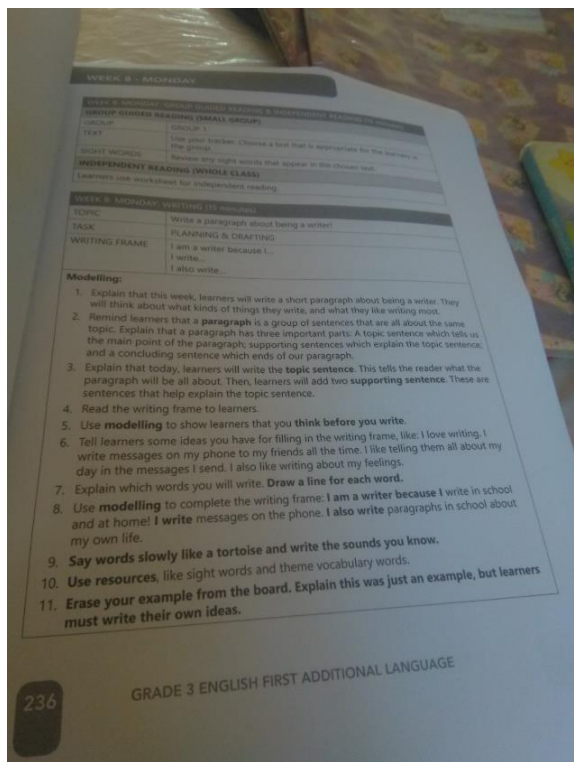 WEEK 8 - MONDAY
WEEK 8: MONDAY: GROUP GUIDED READING & INDEPENDENT READING
GROUP GUIDED READING (SMALL GROUP)
GROUP GROUP 1
TEXT Use your tracker. Choose a text that is appropriate for the learners in
the group.
SIGHT WORDS Review any sight words that appear in the chosen text.
INDEPENDENT READING (WHOLE CLASS)
Learners use worksheet for independent reading
WEEK 8: MONDAY: WRITING (15 minutes)
TOPIC Write a paragraph about being a writer!
TASK PLANNING & DRAFTING
WRITING FRAME I am a writer because I...
I write...
I also write...
Modelling:
1. Explain that this week, learners will write a short paragraph about being a writer. They
will think about what kinds of things they write, and what they like writing most.
2. Remind learners that a paragraph is a group of sentences that are all about the same
topic. Explain that a paragraph has three important parts: A topic sentence which tells us
the main point of the paragraph; supporting sentences which explain the topic sentence;
and a concluding sentence which ends of our paragraph.
3. Explain that today, learners will write the topic sentence. This tells the reader what the
paragraph will be all about. Then, learners will add two supporting sentence. These are
sentences that help explain the topic sentence.
4. Read the writing frame to learners.
5. Use modelling to show learners that you think before you write.
6. Tell learners some ideas you have for filling in the writing frame, like: I love writing. I
write messages on my phone to my friends all the time. I like telling them all about my
day in the messages I send. I also like writing about my feelings.
7. Explain which words you will write. Draw a line for each word.
8. Use modelling to complete the writing frame: I am a writer because I write in school
and at home! I write messages on the phone. I also write paragraphs in school about
my own life.
9. Say words slowly like a tortoise and write the sounds you know.
10. Use resources, like sight words and theme vocabulary words.
11. Erase your example from the board. Explain this was just an example, but learners
must write their own ideas.
236
GRADE 3 ENGLISH FIRST ADDITIONAL LANGUAGE